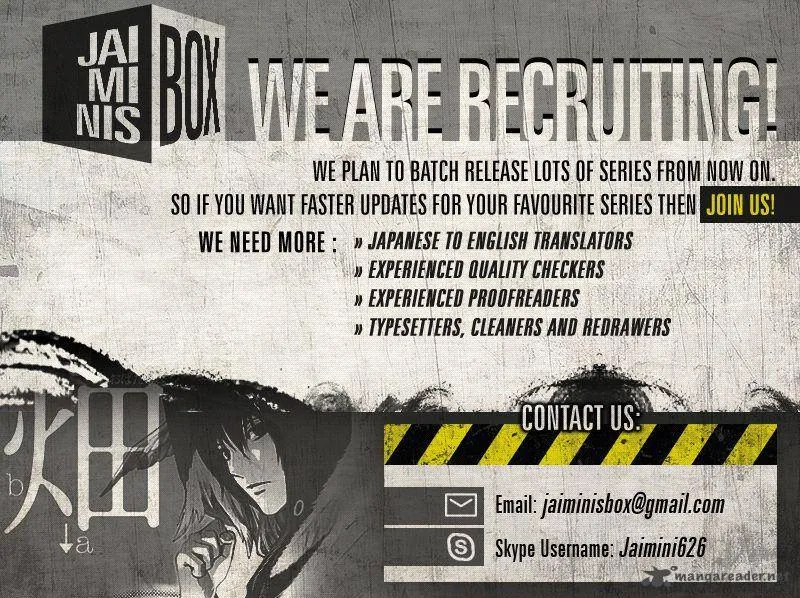 JAI
MI
NIS
BOX
WE ARE RECRUITING!
WE PLAN TO BATCH RELEASE LOTS OF SERIES FROM NOW ON.
SO IF YOU WANT FASTER UPDATES FOR YOUR FAVOURITE SERIES THEN JOIN US!
WE NEED MORE : » JAPANESE TO ENGLISH TRANSLATORS
» EXPERIENCED QUALITY CHECKERS
» EXPERIENCED PROOFREADERS
» TYPESETTERS, CLEANERS AND REDRAWERS
畑
b
↓a
CONTACT US:
Email: jaiminisbox@gmail.com
Skype Username: Jaimini626
mangareader.net